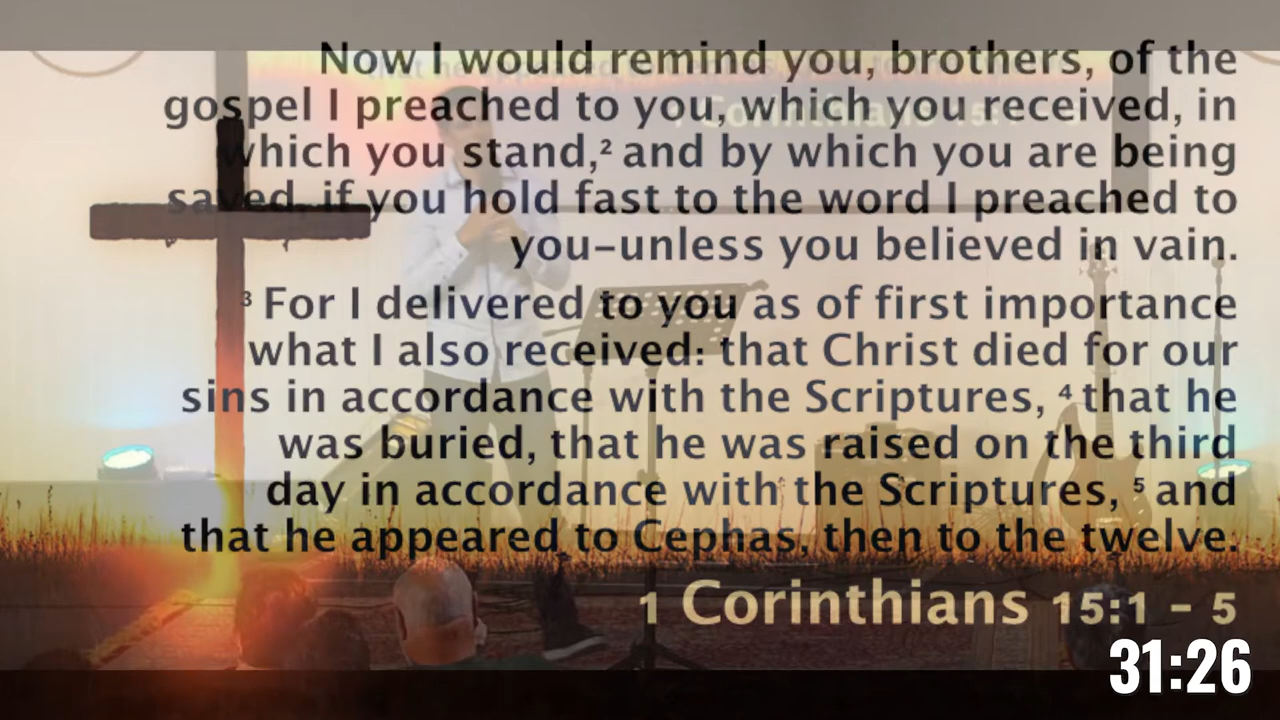 Now I would remind you, brothers, of the
gospel I preached to you, which you received, in
which you stand,² and by which you are being
saved, if you hold fast to the word I preached to
you–unless you believed in vain.
³ For I delivered to you as of first importance
what I also received: that Christ died for our
sins in accordance with the Scriptures, ⁴ that he
was buried, that he was raised on the third
day in accordance with the Scriptures, ⁵ and
that he appeared to Cephas, then to the twelve.
1 Corinthians 15:1 – 5
31:26